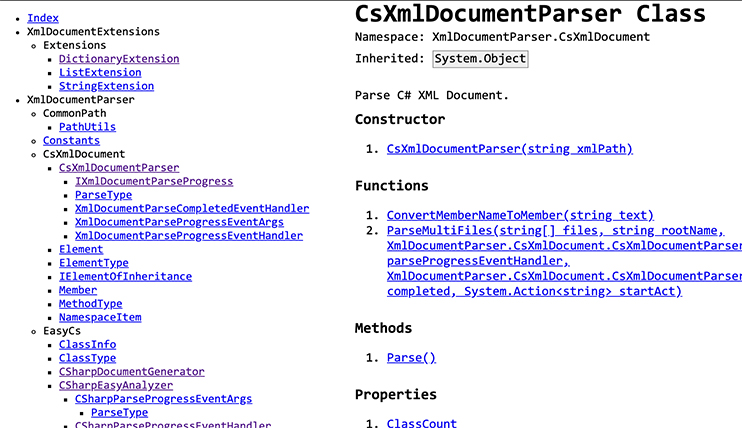 Index
XmlDocumentExtensions
Extensions
DictionaryExtension
ListExtension
StringExtension
XmlDocumentParser
CommonPath
PathUtils
Constants
CsXmlDocument
CsXmlDocumentParser
IXmlDocumentParseProgress
ParseType
XmlDocumentParseCompletedEventHandler
XmlDocumentParseProgressEventArgs
XmlDocumentParseProgressEventHandler
Element
ElementType
IElementOfInheritance
Member
MethodType
NamespaceItem
EasyCs
ClassInfo
ClassType
CSharpDocumentGenerator
CSharpEasyAnalyzer
CSharpParseProgressEventArgs
ParseType
CSharpParseProgressEventHandler
CsXmlDocumentParser Class
Namespace: XmlDocumentParser.CsXmlDocument
Inherited: System.Object
Parse C# XML Document.
Constructor
1. CsXmlDocumentParser(string xmlPath)
Functions
1. ConvertMemberNameToMember(string text)
2. ParseMultiFiles(string[] files, string rootName,
XmlDocumentParser.CsXmlDocument.CsXmlDocumentParser
parseProgressEventHandler,
XmlDocumentParser.CsXmlDocument.CsXmlDocumentParser
completed, System.Action<string> startAct)
Methods
1. Parse()
Properties
1. ClassCount